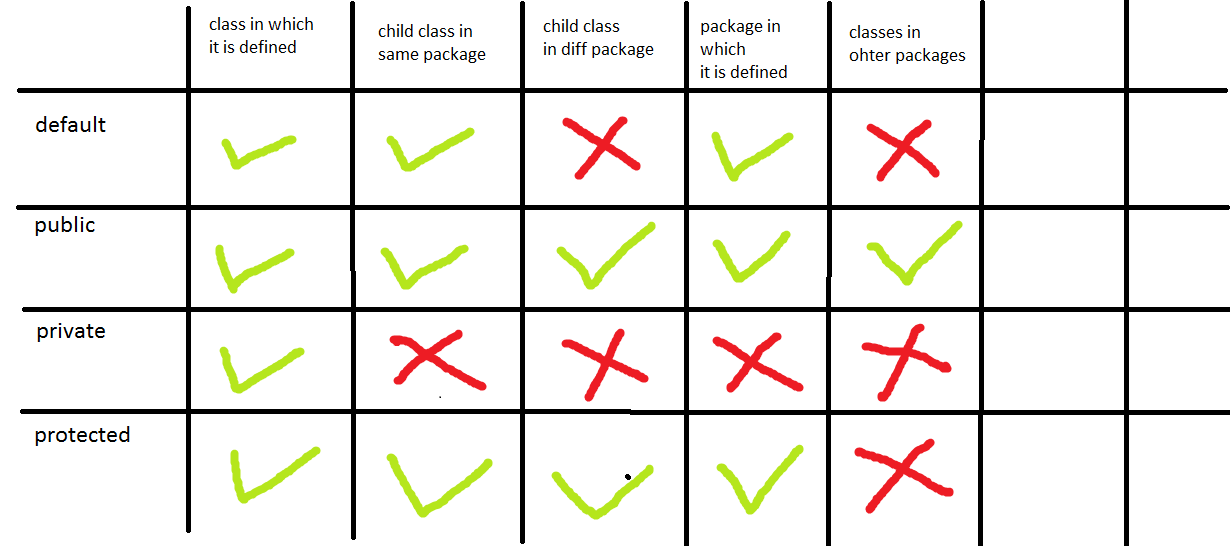 class in which
it is defined
child class in
same package
child class
in diff package
package in
which
it is defined
classes in
ohter packages
default
public
private
protected